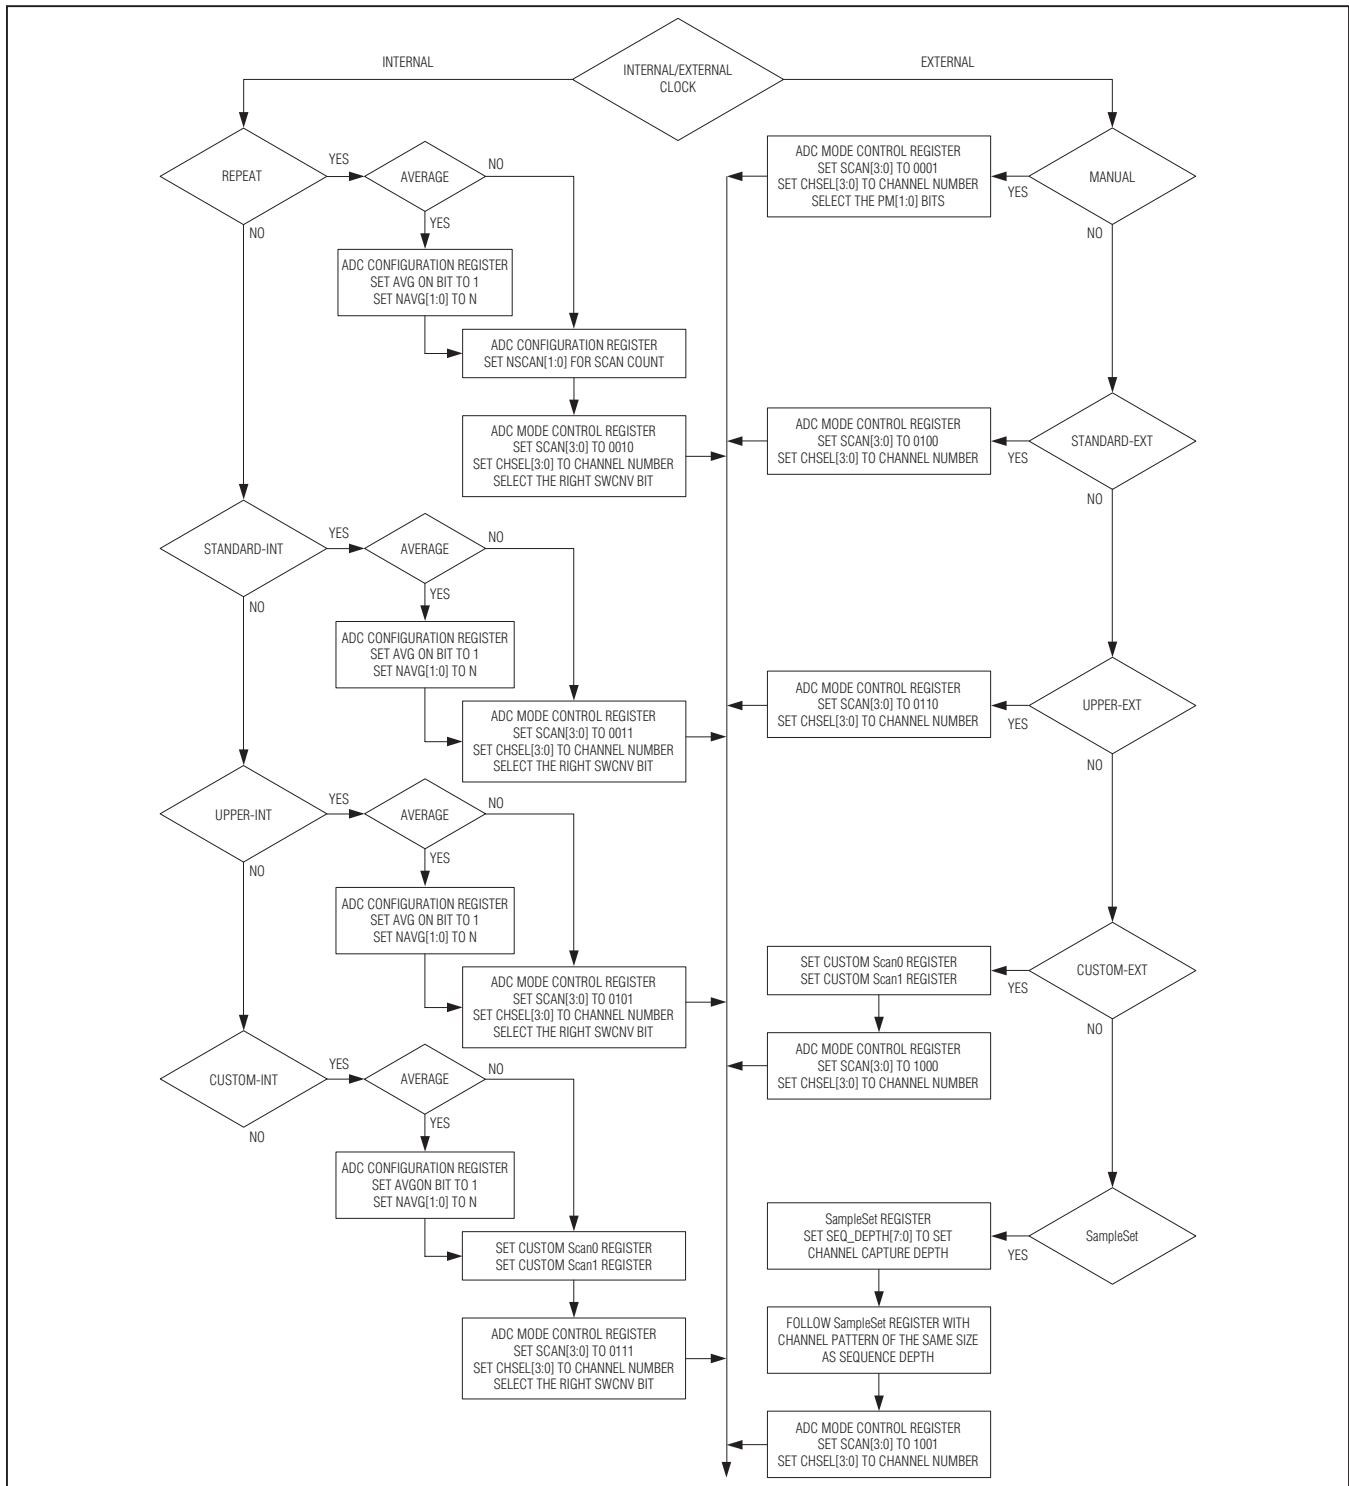 INTERNAL
INTERNAL/EXTERNAL
CLOCK
EXTERNAL
REPEAT
YES
AVERAGE
NO
YES
NO
ADC CONFIGURATION REGISTER
SET AVG ON BIT TO 1
SET NAVG[1:0] TO N
ADC CONFIGURATION REGISTER
SET NSCAN[1:0] FOR SCAN COUNT
ADC MODE CONTROL REGISTER
SET SCAN[3:0] TO 0010
SET CHSEL[3:0] TO CHANNEL NUMBER
SELECT THE RIGHT SWCNV BIT
STANDARD-INT
YES
AVERAGE
NO
YES
NO
ADC CONFIGURATION REGISTER
SET AVG ON BIT TO 1
SET NAVG[1:0] TO N
ADC MODE CONTROL REGISTER
SET SCAN[3:0] TO 0011
SET CHSEL[3:0] TO CHANNEL NUMBER
SELECT THE RIGHT SWCNV BIT
UPPER-INT
YES
AVERAGE
NO
YES
NO
ADC CONFIGURATION REGISTER
SET AVG ON BIT TO 1
SET NAVG[1:0] TO N
ADC MODE CONTROL REGISTER
SET SCAN[3:0] TO 0101
SET CHSEL[3:0] TO CHANNEL NUMBER
SELECT THE RIGHT SWCNV BIT
CUSTOM-INT
YES
AVERAGE
NO
YES
NO
ADC CONFIGURATION REGISTER
SET AVGON BIT TO 1
SET NAVG[1:0] TO N
SET CUSTOM Scan0 REGISTER
SET CUSTOM Scan1 REGISTER
ADC MODE CONTROL REGISTER
SET SCAN[3:0] TO 0111
SET CHSEL[3:0] TO CHANNEL NUMBER
SELECT THE RIGHT SWCNV BIT
ADC MODE CONTROL REGISTER
SET SCAN[3:0] TO 0001
SET CHSEL[3:0] TO CHANNEL NUMBER
SELECT THE PM[1:0] BITS
YES
MANUAL
NO
ADC MODE CONTROL REGISTER
SET SCAN[3:0] TO 0100
SET CHSEL[3:0] TO CHANNEL NUMBER
YES
STANDARD-EXT
NO
ADC MODE CONTROL REGISTER
SET SCAN[3:0] TO 0110
SET CHSEL[3:0] TO CHANNEL NUMBER
YES
UPPER-EXT
NO
SET CUSTOM Scan0 REGISTER
SET CUSTOM Scan1 REGISTER
YES
CUSTOM-EXT
NO
ADC MODE CONTROL REGISTER
SET SCAN[3:0] TO 1000
SET CHSEL[3:0] TO CHANNEL NUMBER
SampleSet REGISTER
SET SEQ_DEPTH[7:0] TO SET
CHANNEL CAPTURE DEPTH
YES
SampleSet
FOLLOW SampleSet REGISTER WITH
CHANNEL PATTERN OF THE SAME SIZE
AS SEQUENCE DEPTH
ADC MODE CONTROL REGISTER
SET SCAN[3:0] TO 1001
SET CHSEL[3:0] TO CHANNEL NUMBER